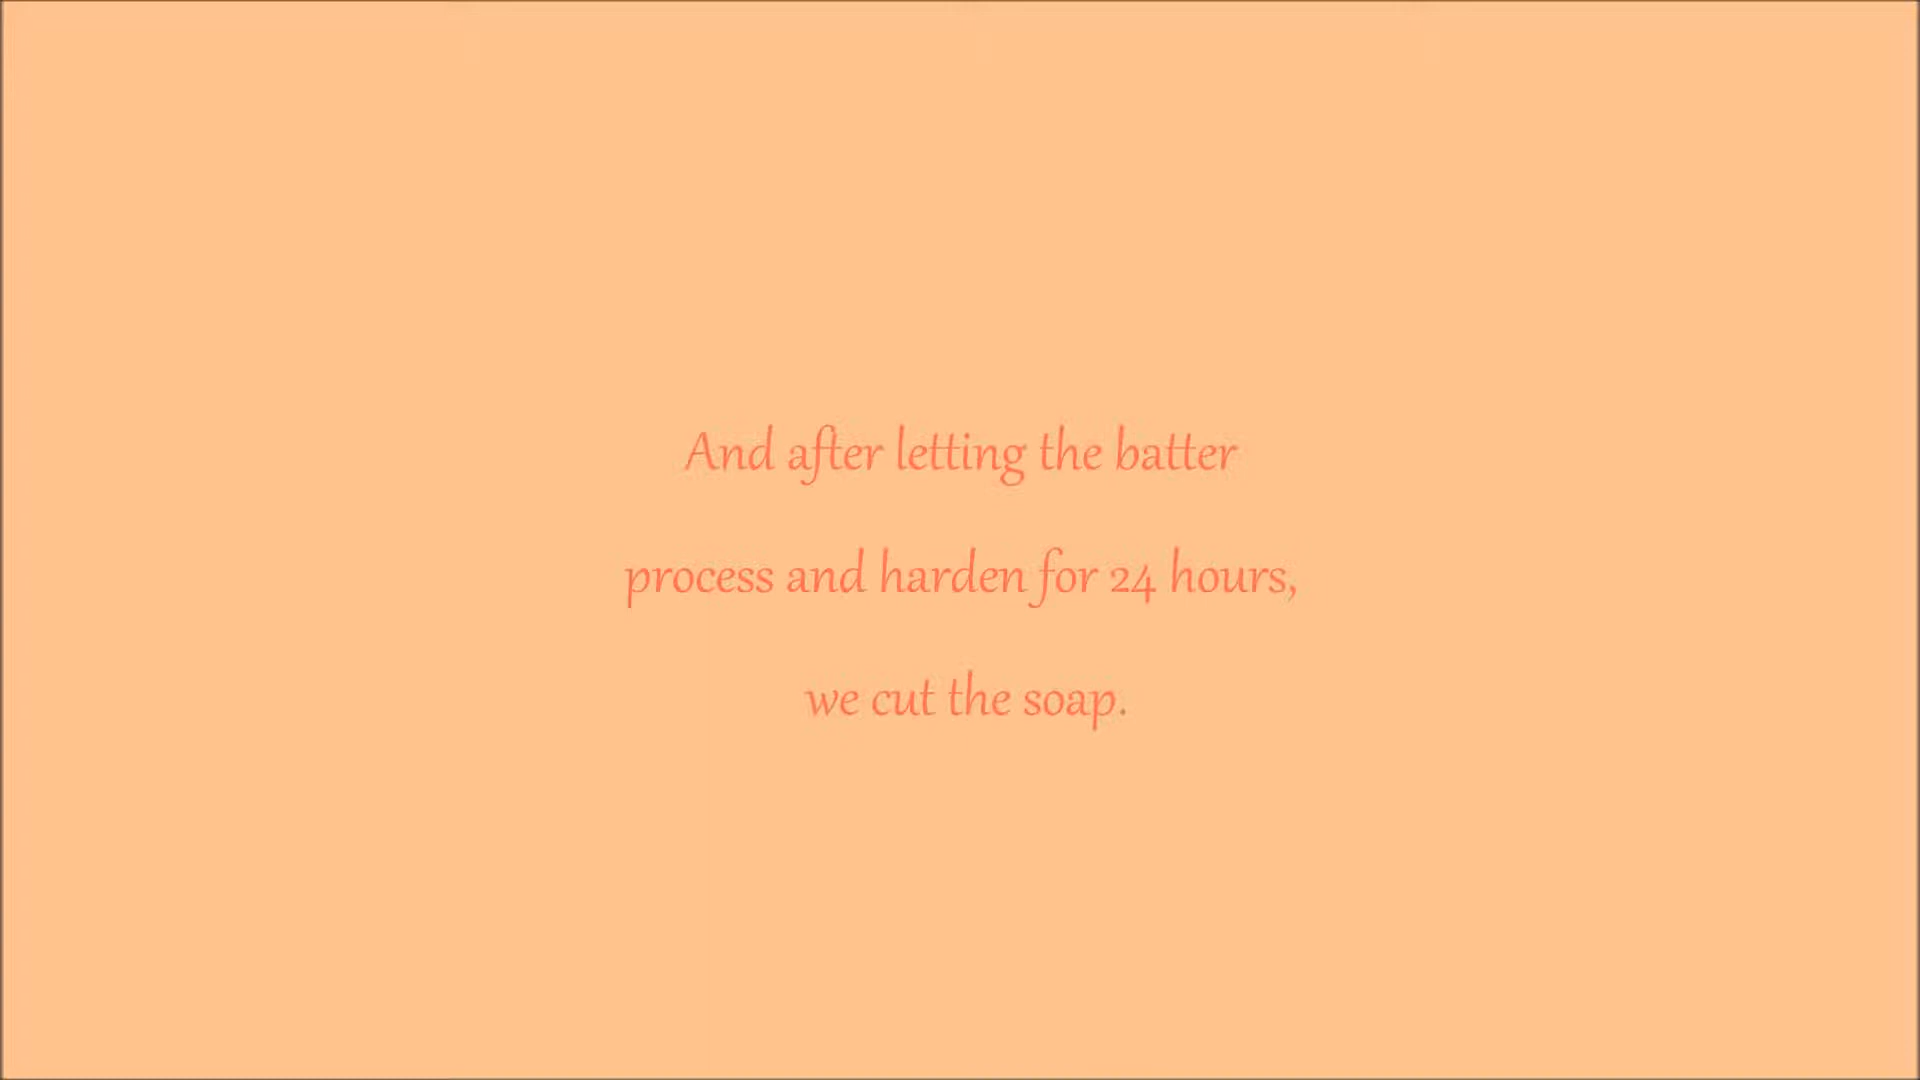 And after letting the batter
process and harden for 24 hours,
we cut the soap.